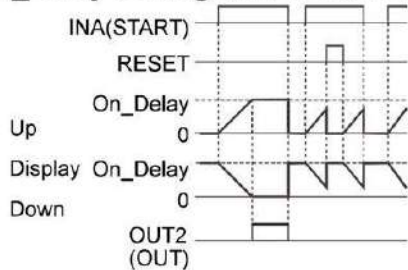 INA(START)
RESET
On_Delay
Up
0
Display On_Delay
0
Down
OUT2
(OUT)